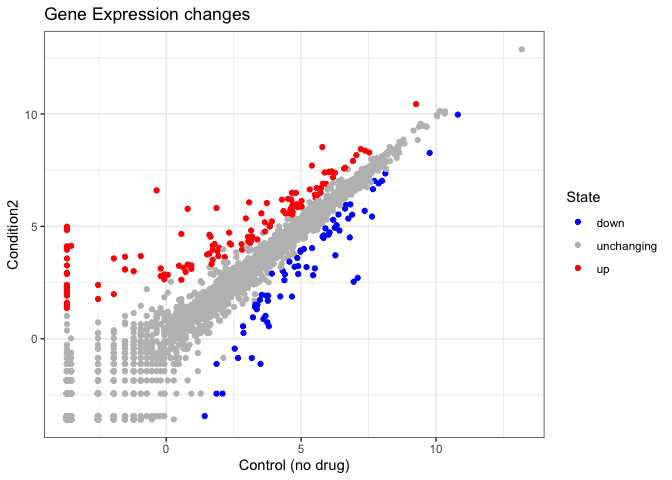 Gene Expression changes
10
5
0
Condition2
0
5
10
Control (no drug)
State
down
unchanging
up